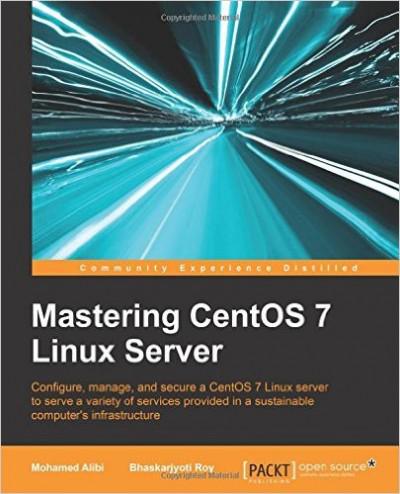 Community Experience Distilled
Mastering CentOS 7
Linux Server
Configure, manage, and secure a CentOS 7 Linux server
to serve a variety of services provided in a sustainable
computer's infrastructure
Mohamed Alibi Bhaskarjyoti Roy
[PACKT] open source*
PUBLISHING